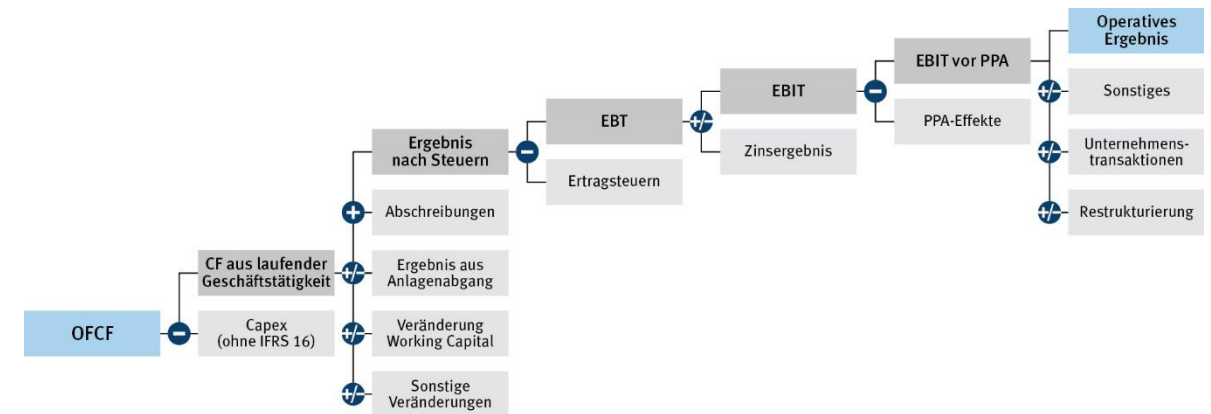 OFCF
−
CF aus laufender
Geschäftstätigkeit
Capex
(ohne IFRS 16)
+
+/−
+/−
+/−
Ergebnis
nach Steuern
Abschreibungen
Ergebnis aus
Anlagenabgang
Veränderung
Working Capital
Sonstige
Veränderungen
−
EBT
Ertragsteuern
+/−
EBIT
Zinsergebnis
−
EBIT vor PPA
PPA-Effekte
+/−
+/−
+/−
Operatives
Ergebnis
Sonstiges
Unternehmens-
transaktionen
Restrukturierung